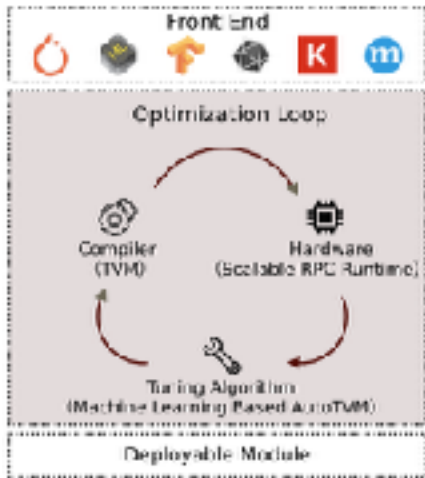 Front End
K
m
Optimization Loop
Compiler
(TVM)
Hardware
(Scalable RPC Runtime)
Tuning Algorithm
(Machine Learning Based AutoTVM)
Deployable Module